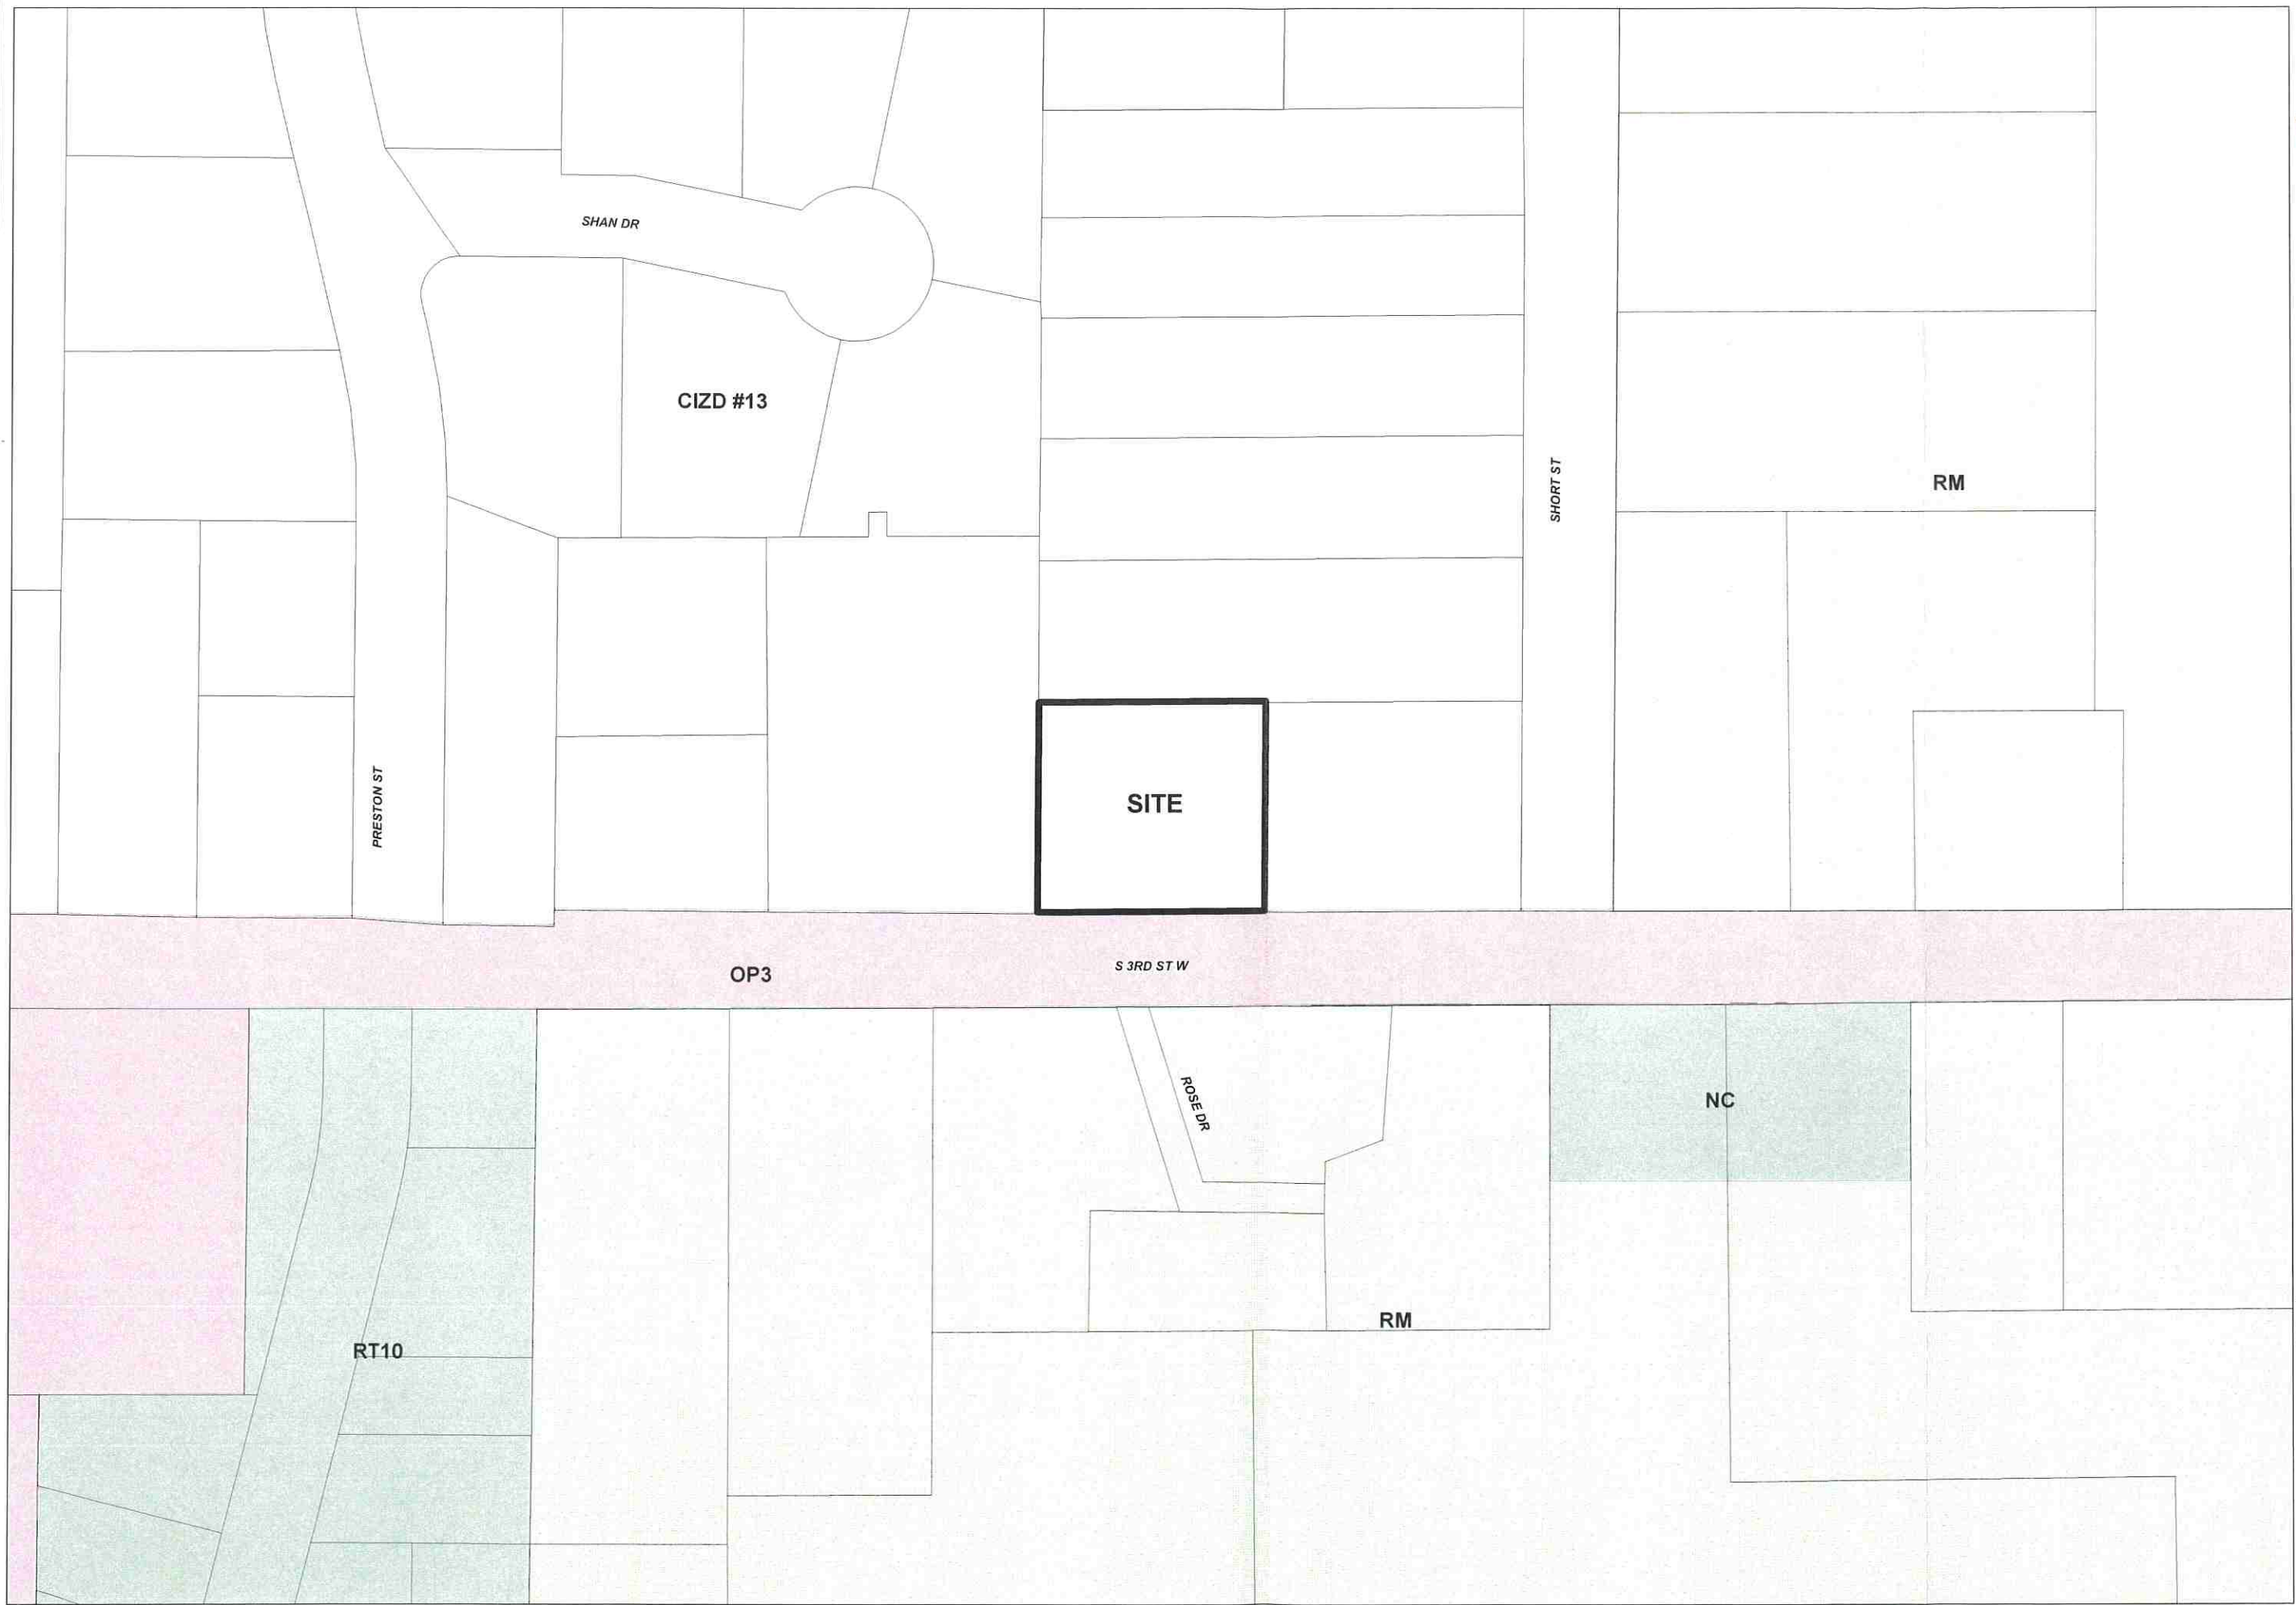 SHAN DR
CIZD #13
SHORT ST
RM
PRESTON ST
SITE
OP3
S 3RD ST W
ROSE DR
NC
RM
RT10